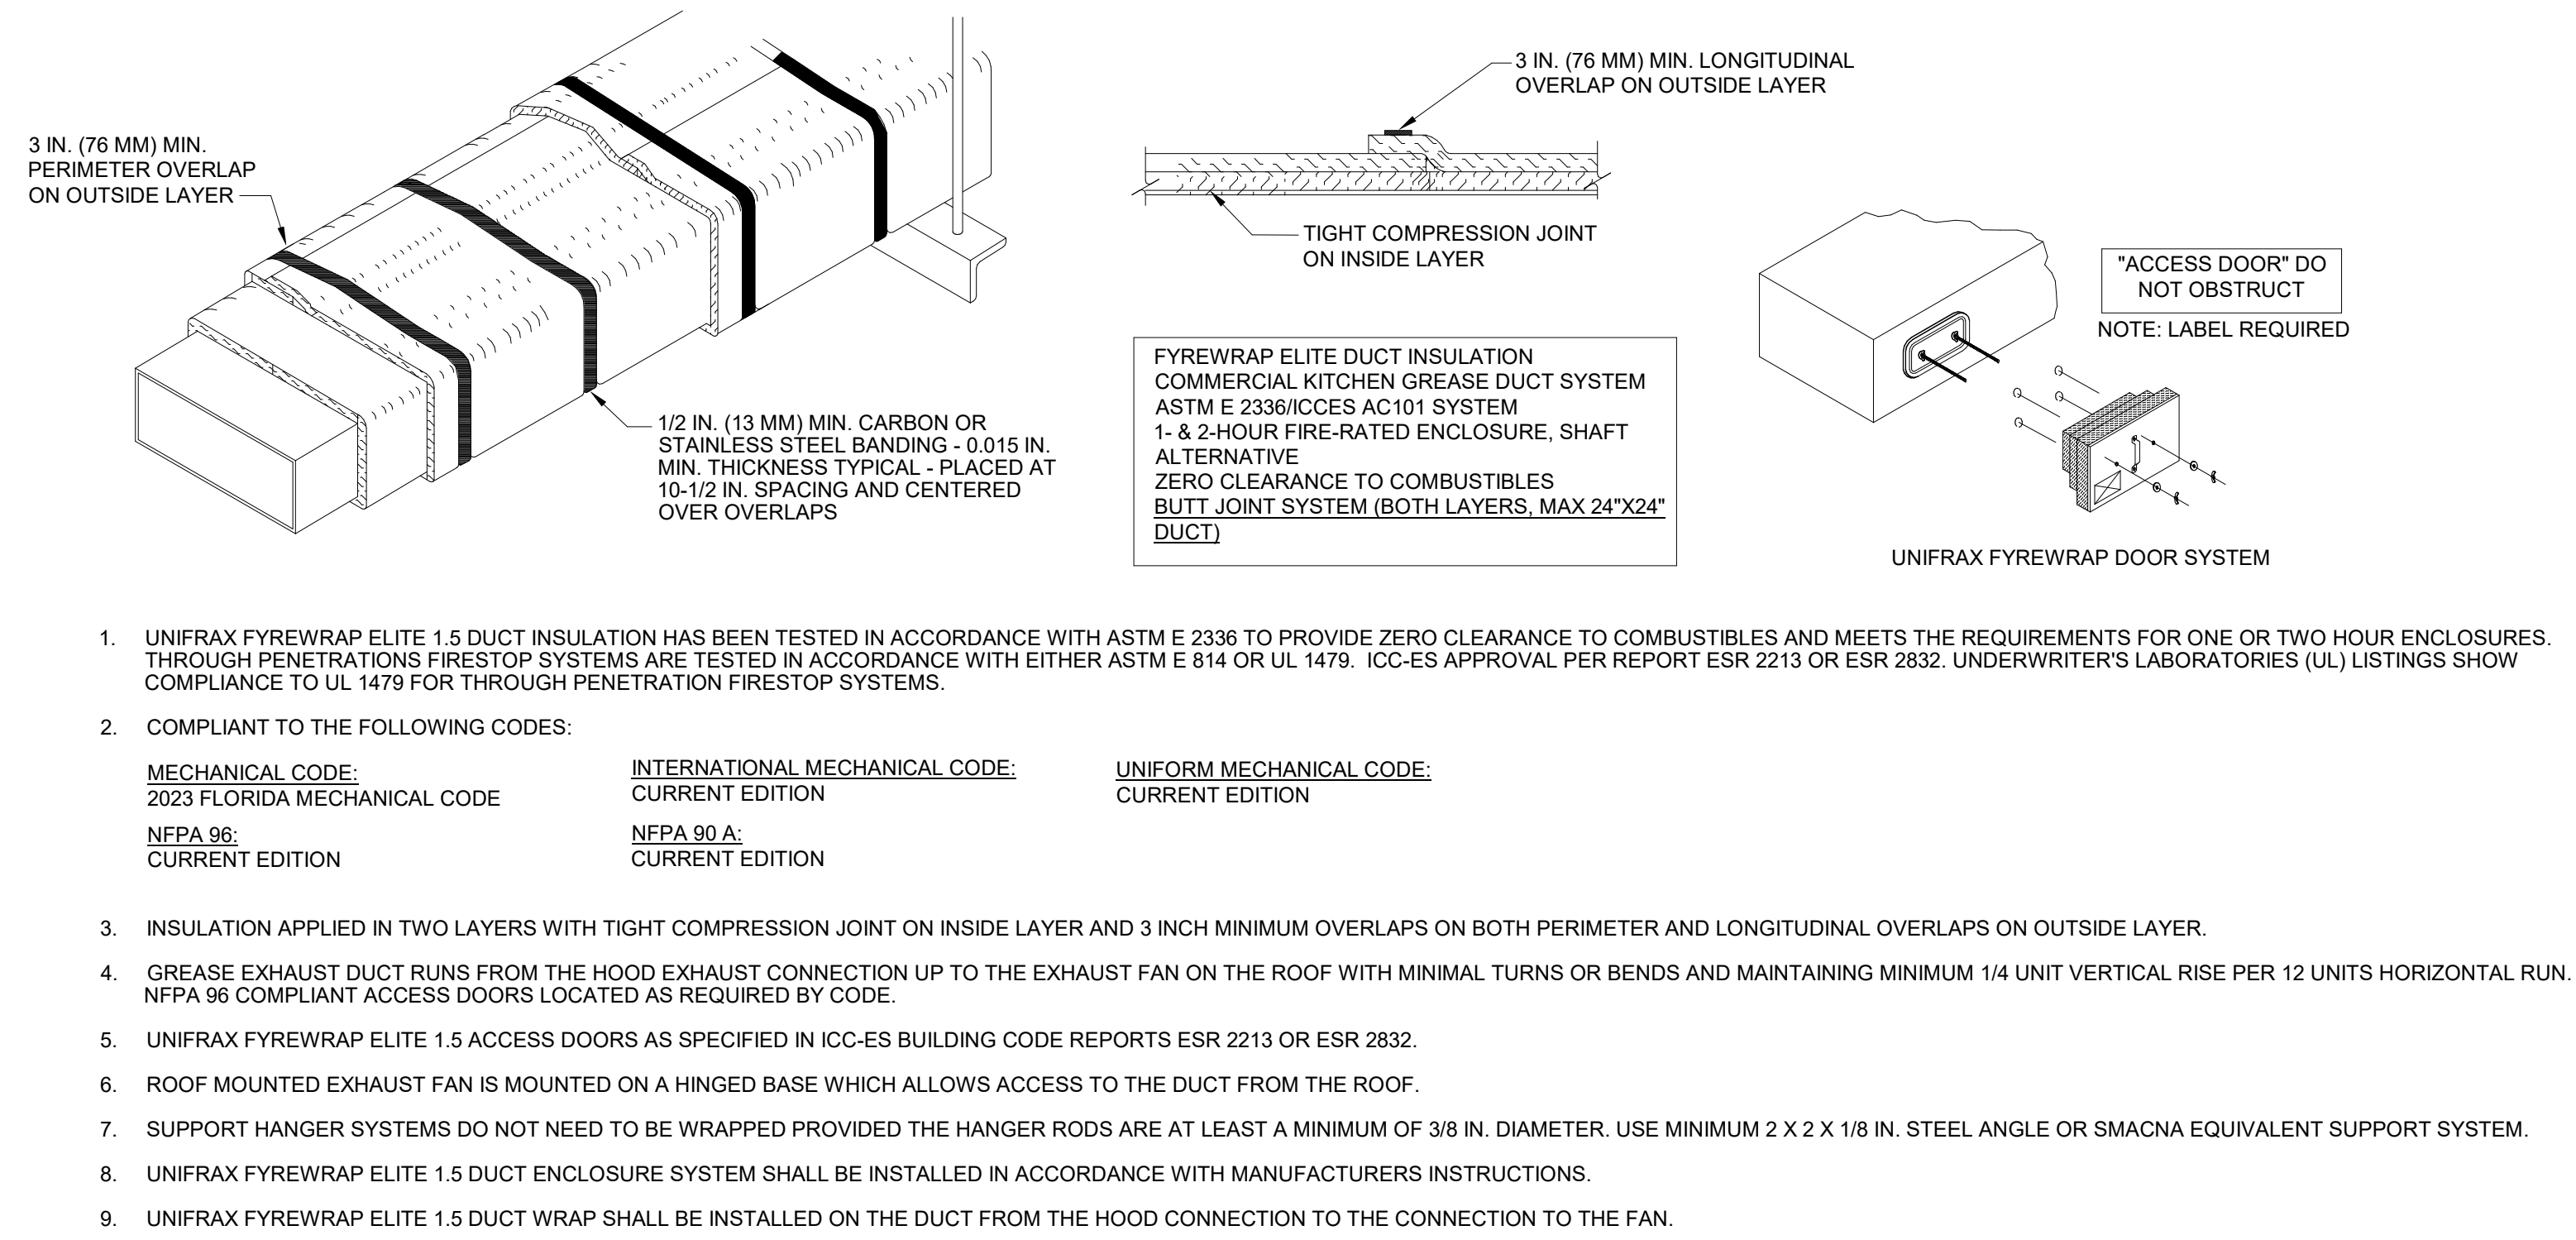 3 IN. (76 MM) MIN.
PERIMETER OVERLAP
ON OUTSIDE LAYER
1/2 IN. (13 MM) MIN. CARBON OR
STAINLESS STEEL BANDING - 0.015 IN.
MIN. THICKNESS TYPICAL - PLACED AT
10-1/2 IN. SPACING AND CENTERED
OVER OVERLAPS
3 IN. (76 MM) MIN. LONGITUDINAL
OVERLAP ON OUTSIDE LAYER
TIGHT COMPRESSION JOINT
ON INSIDE LAYER
FYREWRAP ELITE DUCT INSULATION
COMMERCIAL KITCHEN GREASE DUCT SYSTEM
ASTM E 2336/ICCES AC101 SYSTEM
1- & 2-HOUR FIRE-RATED ENCLOSURE, SHAFT
ALTERNATIVE
ZERO CLEARANCE TO COMBUSTIBLES
BUTT JOINT SYSTEM (BOTH LAYERS, MAX 24"X24"
DUCT)
"ACCESS DOOR" DO
NOT OBSTRUCT
NOTE: LABEL REQUIRED
UNIFRAX FYREWRAP DOOR SYSTEM
1. UNIFRAX FYREWRAP ELITE 1.5 DUCT INSULATION HAS BEEN TESTED IN ACCORDANCE WITH ASTM E 2336 TO PROVIDE ZERO CLEARANCE TO COMBUSTIBLES AND MEETS THE REQUIREMENTS FOR ONE OR TWO HOUR ENCLOSURES.
THROUGH PENETRATIONS FIRESTOP SYSTEMS ARE TESTED IN ACCORDANCE WITH EITHER ASTM E 814 OR UL 1479. ICC-ES APPROVAL PER REPORT ESR 2213 OR ESR 2832. UNDERWRITER'S LABORATORIES (UL) LISTINGS SHOW
COMPLIANCE TO UL 1479 FOR THROUGH PENETRATION FIRESTOP SYSTEMS.
2. COMPLIANT TO THE FOLLOWING CODES:
MECHANICAL CODE:
2023 FLORIDA MECHANICAL CODE
INTERNATIONAL MECHANICAL CODE:
CURRENT EDITION
UNIFORM MECHANICAL CODE:
CURRENT EDITION
NFPA 96:
CURRENT EDITION
NFPA 90 A:
CURRENT EDITION
3. INSULATION APPLIED IN TWO LAYERS WITH TIGHT COMPRESSION JOINT ON INSIDE LAYER AND 3 INCH MINIMUM OVERLAPS ON BOTH PERIMETER AND LONGITUDINAL OVERLAPS ON OUTSIDE LAYER.
4. GREASE EXHAUST DUCT RUNS FROM THE HOOD EXHAUST CONNECTION UP TO THE EXHAUST FAN ON THE ROOF WITH MINIMAL TURNS OR BENDS AND MAINTAINING MINIMUM 1/4 UNIT VERTICAL RISE PER 12 UNITS HORIZONTAL RUN.
NFPA 96 COMPLIANT ACCESS DOORS LOCATED AS REQUIRED BY CODE.
5. UNIFRAX FYREWRAP ELITE 1.5 ACCESS DOORS AS SPECIFIED IN ICC-ES BUILDING CODE REPORTS ESR 2213 OR ESR 2832.
6. ROOF MOUNTED EXHAUST FAN IS MOUNTED ON A HINGED BASE WHICH ALLOWS ACCESS TO THE DUCT FROM THE ROOF.
7. SUPPORT HANGER SYSTEMS DO NOT NEED TO BE WRAPPED PROVIDED THE HANGER RODS ARE AT LEAST A MINIMUM OF 3/8 IN. DIAMETER. USE MINIMUM 2 X 2 X 1/8 IN. STEEL ANGLE OR SMACNA EQUIVALENT SUPPORT SYSTEM.
8. UNIFRAX FYREWRAP ELITE 1.5 DUCT ENCLOSURE SYSTEM SHALL BE INSTALLED IN ACCORDANCE WITH MANUFACTURERS INSTRUCTIONS.
9. UNIFRAX FYREWRAP ELITE 1.5 DUCT WRAP SHALL BE INSTALLED ON THE DUCT FROM THE HOOD CONNECTION TO THE CONNECTION TO THE FAN.